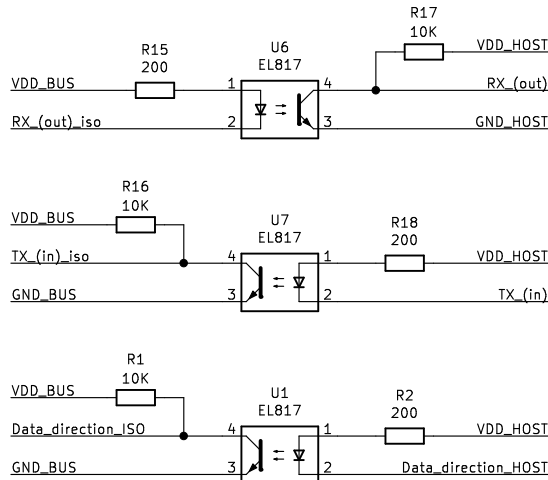 R17
10K
VDD_HOST
R15
200
U6
EL817
VDD_BUS
1
4
RX_(out)
RX_(out)_iso
2
3
GND_HOST
R16
10K
VDD_BUS
U7
EL817
R18
200
TX_(in)_iso
4
1
VDD_HOST
GND_BUS
3
2
TX_(in)
R1
10K
VDD_BUS
U1
EL817
R2
200
Data_direction_ISO
4
1
VDD_HOST
GND_BUS
3
2
Data_direction_HOST